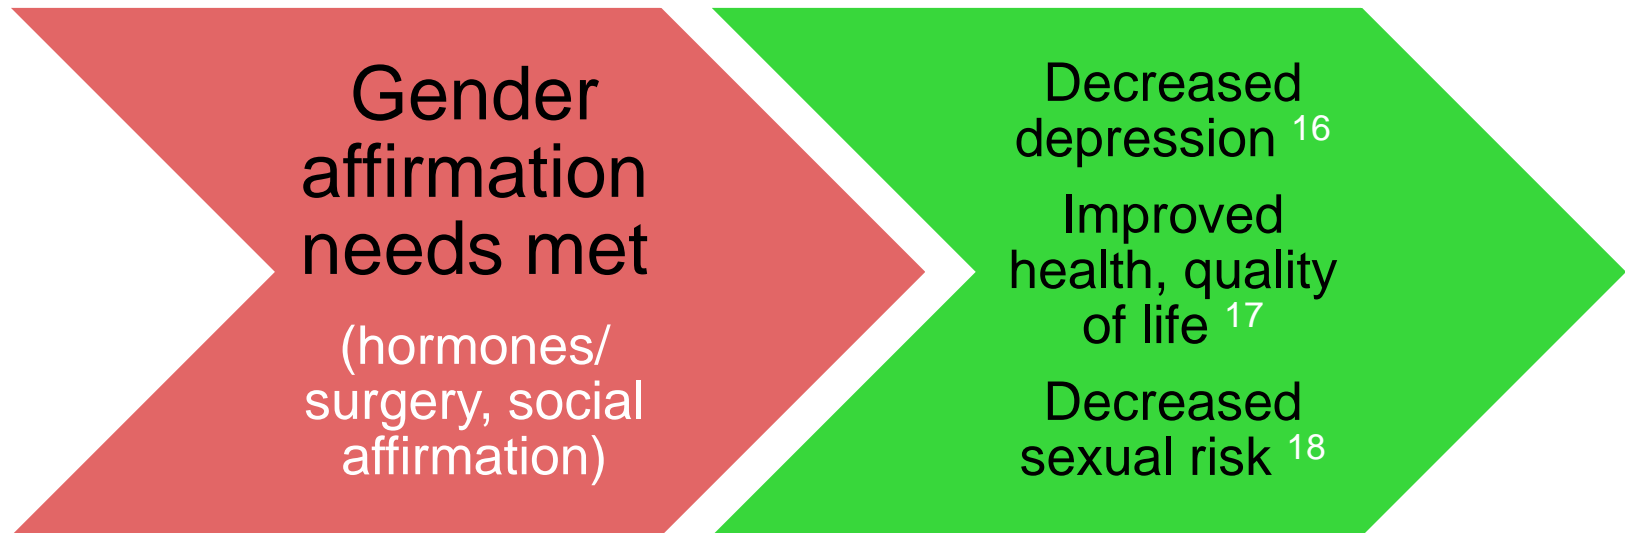 Gender
affirmation
needs met
(hormones/
surgery, social
affirmation)
Decreased
depression 16
Improved
health, quality
of life 17
Decreased
sexual risk 18